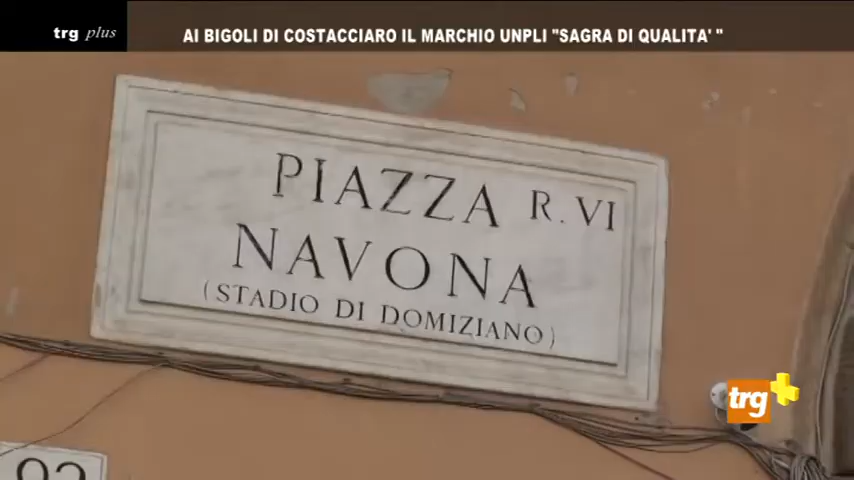 trg plus
AI BIGOLI DI COSTACCIARO IL MARCHIO UNPLI "SAGRA DI QUALITA' "
PIAZZA R. VI
NAVONA
(STADIO DI DOMIZIANO)
trg+